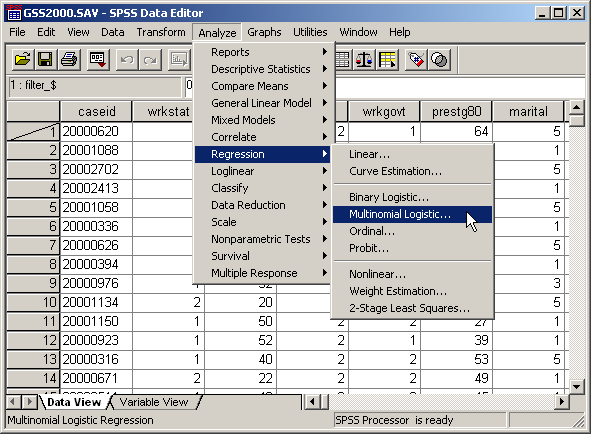 GSS2000.SAV - SPSS Data Editor
File Edit View Data Transform Analyze Graphs Utilities Window Help
1 : filter_$ 0
caseid wrkstat wrkgovt prestg80 marital
1 20000620 2 1 64 5
2 20001088 5
3 20002702 5
4 20002413 5
5 20001058 5
6 20000336 5
7 20000626 5
8 20000394
9 20000976 1 3
10 20001134 2 20 5
11 20001150 1 50 2 2 27 1
12 20000923 1 52 2 1 39 1
13 20000316 1 40 2 2 53 5
14 20000671 2 22 2 2 49 1
Reports
Descriptive Statistics
Compare Means
General Linear Model
Mixed Models
Correlate
Regression
Loglinear
Classify
Data Reduction
Scale
Nonparametric Tests
Survival
Multiple Response
Linear...
Curve Estimation...
Binary Logistic...
Multinomial Logistic...
Ordinal...
Probit...
Nonlinear...
Weight Estimation...
2-Stage Least Squares...
Data View Variable View
Multinomial Logistic Regression SPSS Processor is ready